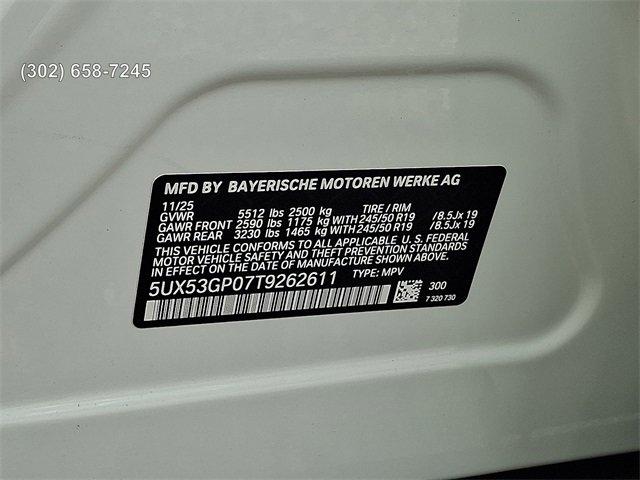 (302) 658-7245
MFD BY BAYERISCHE MOTOREN WERKE AG
11/25 TIRE / RIM
GVWR 5512 lbs 2500 kg
GAWR FRONT 2590 lbs 1175 kg WITH 245/50 R19 /8.5Jx 19
GAWR REAR 3230 lbs 1465 kg WITH 245/50 R19 /8.5Jx 19
THIS VEHICLE CONFORMS TO ALL APPLICABLE U. S. FEDERAL
MOTOR VEHICLE SAFETY AND THEFT PREVENTION STANDARDS
IN EFFECT ON THE DATE OF MANUFACTURE SHOWN ABOVE.
5UX53GP07T9262611 TYPE: MPV
300
7 320 730